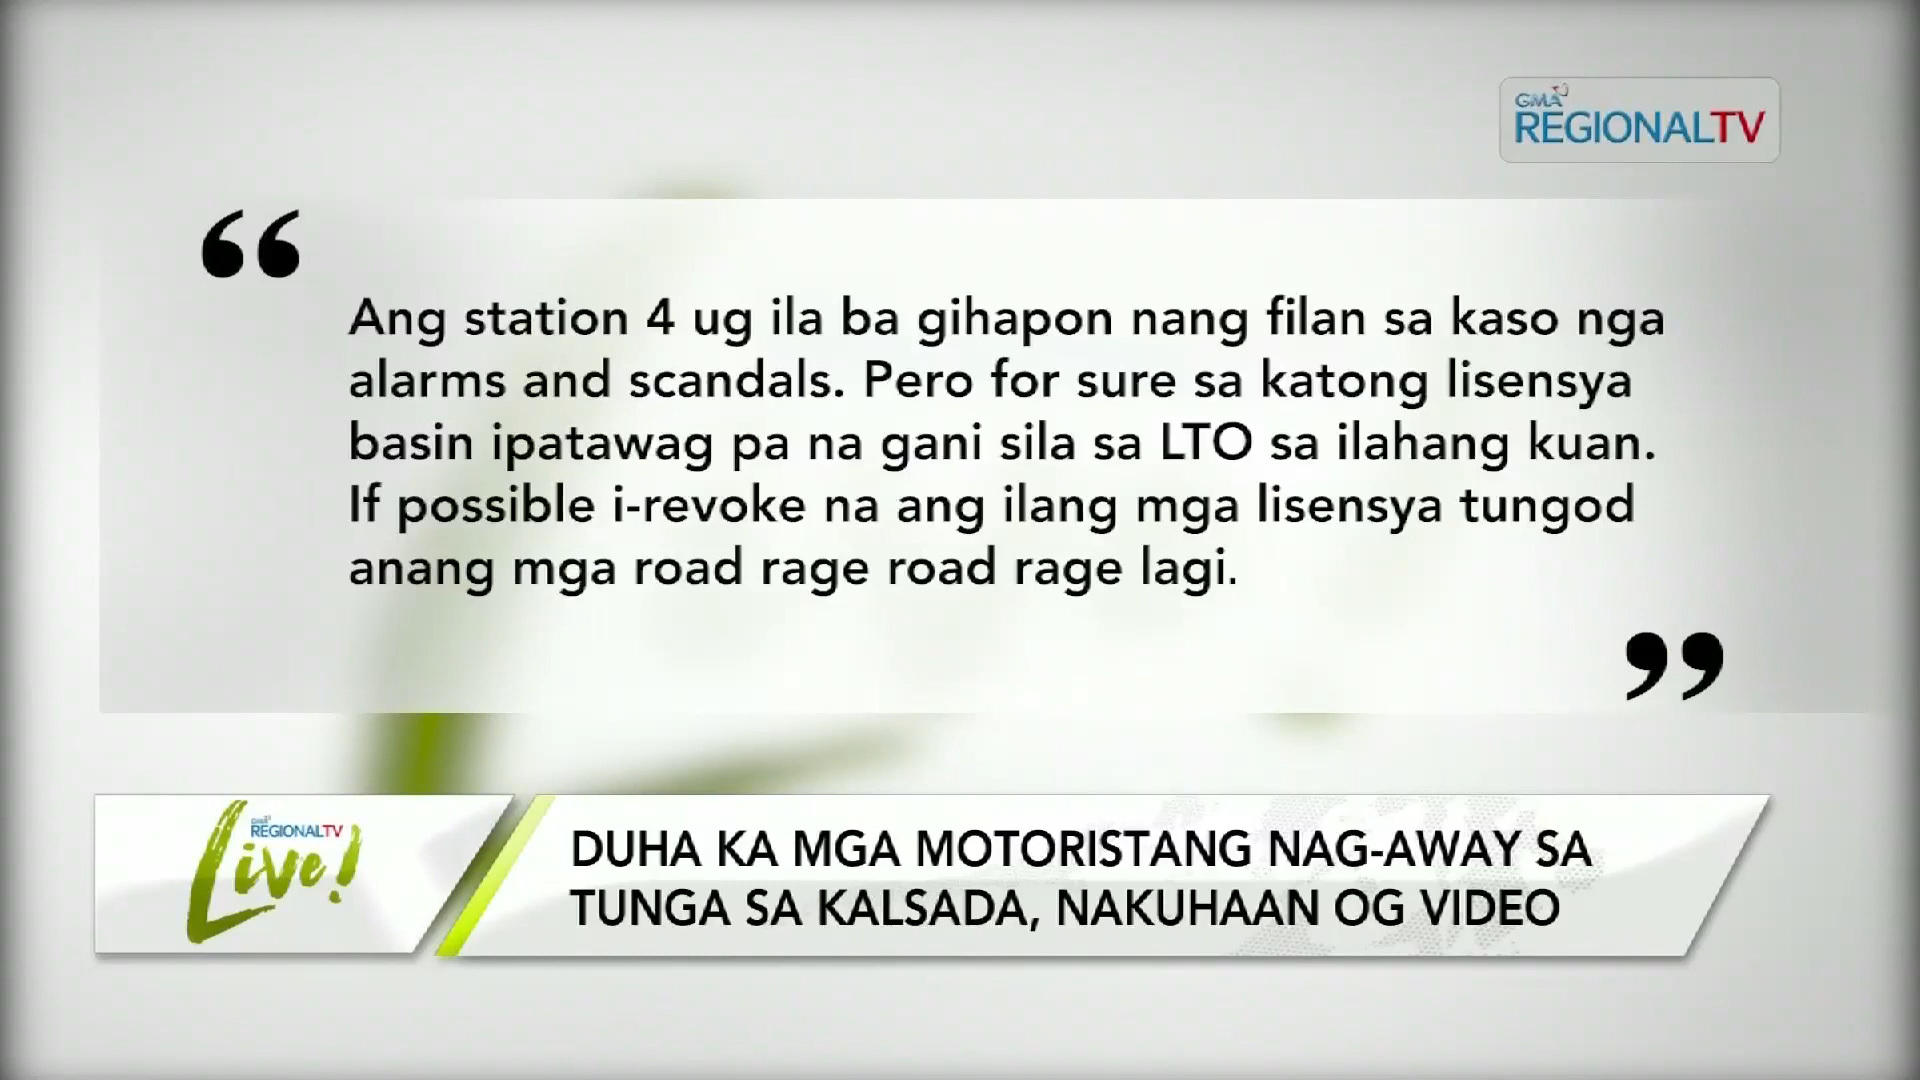 GMA
REGIONALTV
“
Ang station 4 ug ila ba gihapon nang filan sa kaso nga
alarms and scandals. Pero for sure sa katong lisensya
basin ipatawag pa na gani sila sa LTO sa ilahang kuan.
If possible i-revoke na ang ilang mga lisensya tungod
anang mga road rage road rage lagi.
”
GMA
REGIONALTV
Live!
DUHA KA MGA MOTORISTANG NAG-AWAY SA
TUNGA SA KALSADA, NAKUHAAN OG VIDEO